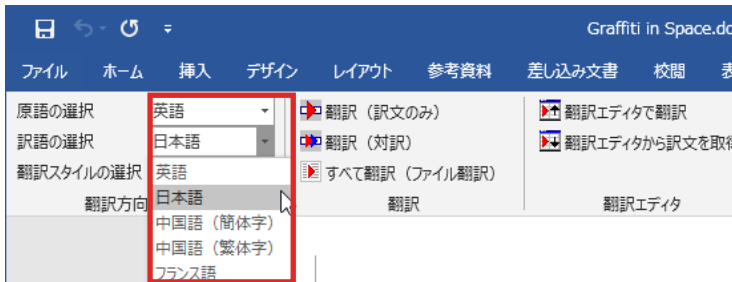 Graffiti in Space.do
ファイル ホーム 挿入 デザイン レイアウト 参考資料 差し込み文書 校閲 表
原語の選択 英語 翻訳（訳文のみ） 翻訳エディタで翻訳
訳語の選択 日本語 翻訳（対訳） 翻訳エディタから訳文を取得
翻訳スタイルの選択 英語 すべて翻訳（ファイル翻訳）
日本語
翻訳方向 翻訳 翻訳エディタ
中国語（簡体字）
中国語（繁体字）
フランス語